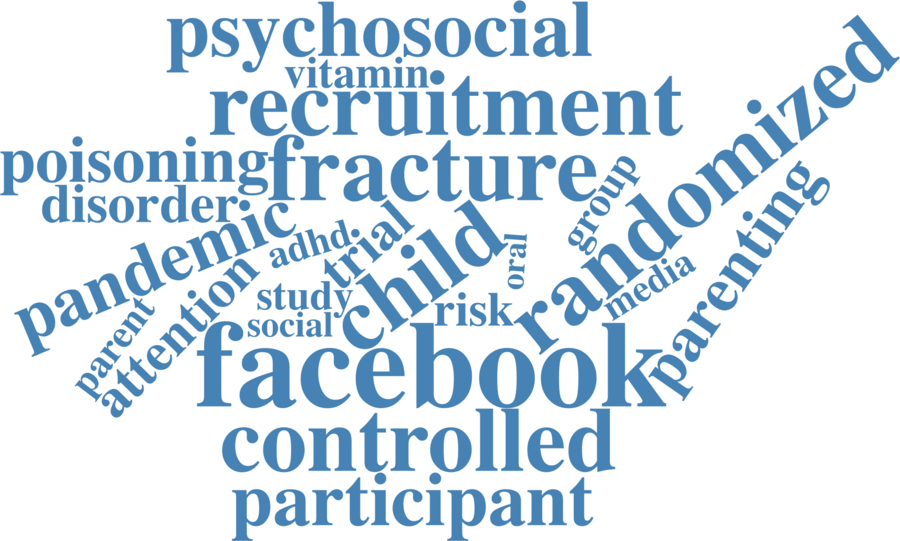 psychosocial
vitamin
recruitment
randomized
poisoning
fracture
disorder
group
pandemic
adhd
trial
child
oral
parenting
attention
study
risk
media
parent
social
facebook
controlled
participant